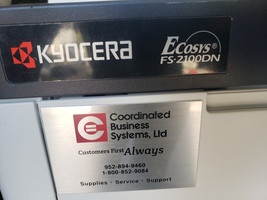 KYOCERA
ECOSYS®
FS-2100DN
Coordinated
Business
Systems, Ltd
Customers First Always
952-894-9460
1-800-852-9084
Supplies - Service - Support